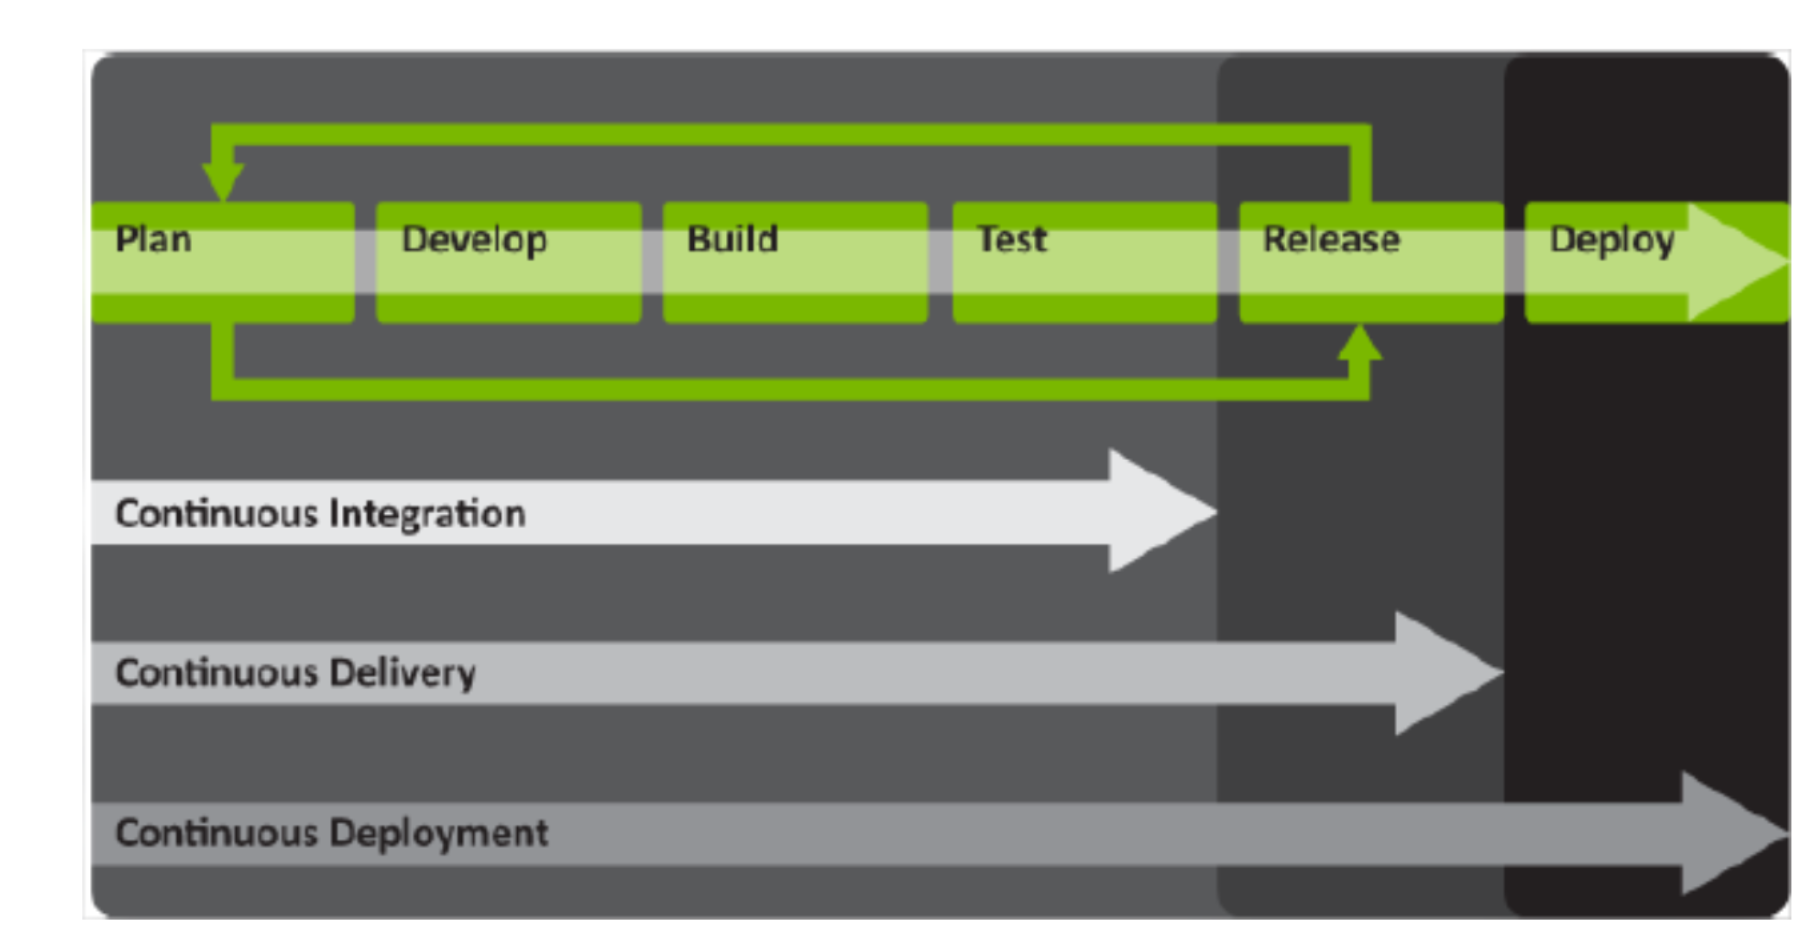 Plan
Develop
Build
Test
Release
Deploy
Continuous Integration
Continuous Delivery
Continuous Deployment